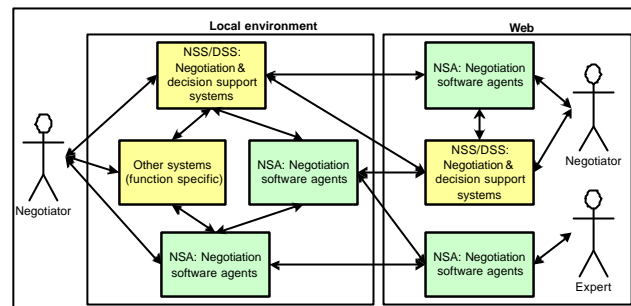 Local environment
Web
NSS/DSS:
Negotiation &
decision support
systems
NSA: Negotiation
software agents
Other systems
(function specific)
NSA: Negotiation
software agents
NSS/DSS:
Negotiation &
decision support
systems
Negotiator
Negotiator
NSA: Negotiation
software agents
NSA: Negotiation
software agents
Expert